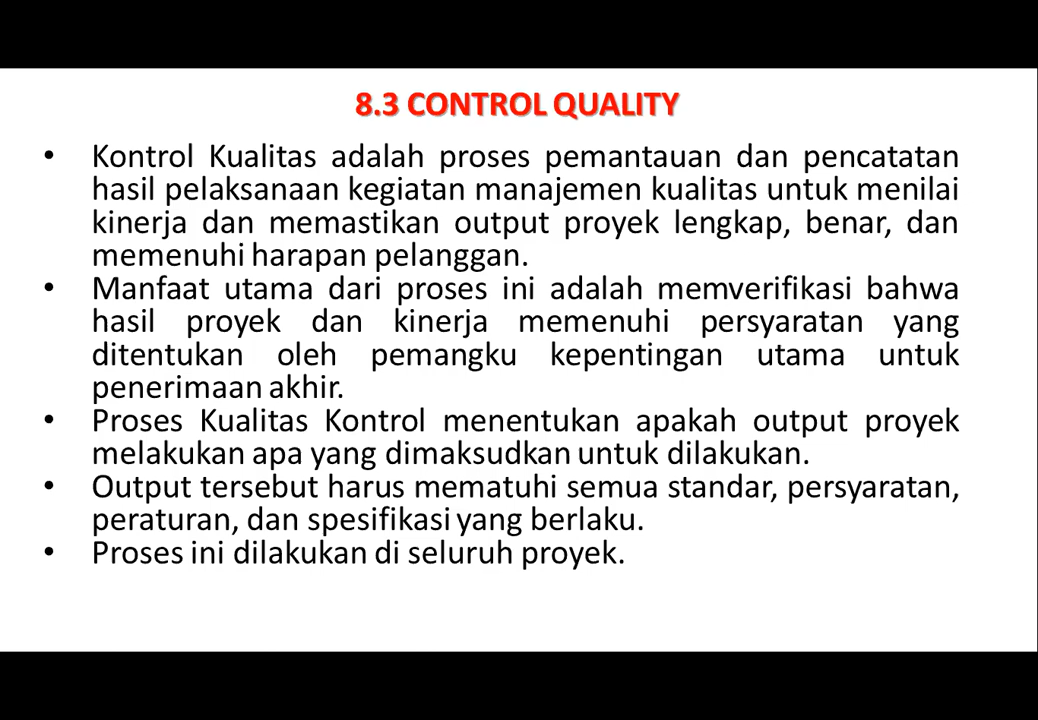 8.3 CONTROL QUALITY
• Kontrol Kualitas adalah proses pemantauan dan pencatatan
hasil pelaksanaan kegiatan manajemen kualitas untuk menilai
kinerja dan memastikan output proyek lengkap, benar, dan
memenuhi harapan pelanggan.
• Manfaat utama dari proses ini adalah memverifikasi bahwa
hasil proyek dan kinerja memenuhi persyaratan yang
ditentukan oleh pemangku kepentingan utama untuk
penerimaan akhir.
• Proses Kualitas Kontrol menentukan apakah output proyek
melakukan apa yang dimaksudkan untuk dilakukan.
• Output tersebut harus mematuhi semua standar, persyaratan,
peraturan, dan spesifikasi yang berlaku.
• Proses ini dilakukan di seluruh proyek.